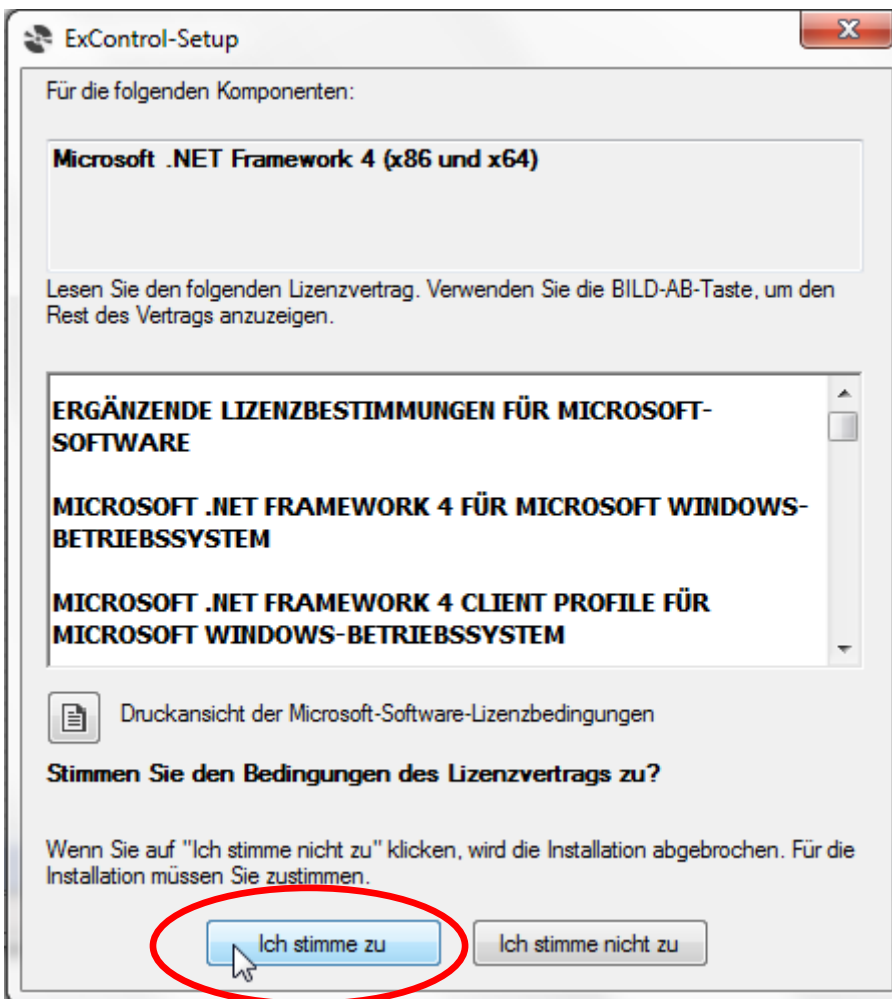 ExControl-Setup
Für die folgenden Komponenten:
Microsoft .NET Framework 4 (x86 und x64)
Lesen Sie den folgenden Lizenzvertrag. Verwenden Sie die BILD-AB-Taste, um den
Rest des Vertrags anzuzeigen.
ERGÄNZENDE LIZENZBESTIMMUNGEN FÜR MICROSOFT-
SOFTWARE
MICROSOFT .NET FRAMEWORK 4 FÜR MICROSOFT WINDOWS-
BETRIEBSSYSTEM
MICROSOFT .NET FRAMEWORK 4 CLIENT PROFILE FÜR
MICROSOFT WINDOWS-BETRIEBSSYSTEM
Druckansicht der Microsoft-Software-Lizenzbedingungen
Stimmen Sie den Bedingungen des Lizenzvertrags zu?
Wenn Sie auf "Ich stimme nicht zu" klicken, wird die Installation abgebrochen. Für die
Installation müssen Sie zustimmen.
Ich stimme zu
Ich stimme nicht zu